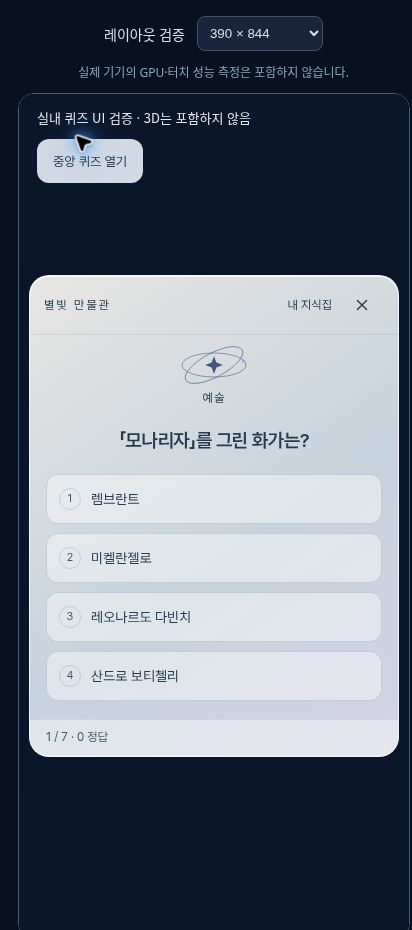 레이아웃 검증 390 × 844
실제 기기의 GPU·터치 성능 측정은 포함하지 않습니다.
실내 퀴즈 UI 검증 · 3D는 포함하지 않음
중앙 퀴즈 열기
별빛 만물관 내 지식집
예술
「모나리자」를 그린 화가는?
1 렘브란트
2 미켈란젤로
3 레오나르도 다빈치
4 산드로 보티첼리
1 / 7 · 0 정답